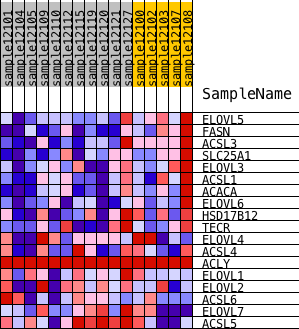 sample12101
sample12104
sample12105
sample12109
sample12110
sample12112
sample12115
sample12119
sample12120
sample12121
sample12122
sample12100
sample12102
sample12103
sample12107
sample12108
SampleName
ELOVL5
FASN
ACSL3
SLC25A1
ELOVL3
ACSL1
ACACA
ELOVL6
HSD17B12
TECR
ELOVL4
ACSL4
ACLY
ELOVL1
ELOVL2
ACSL6
ELOVL7
ACSL5